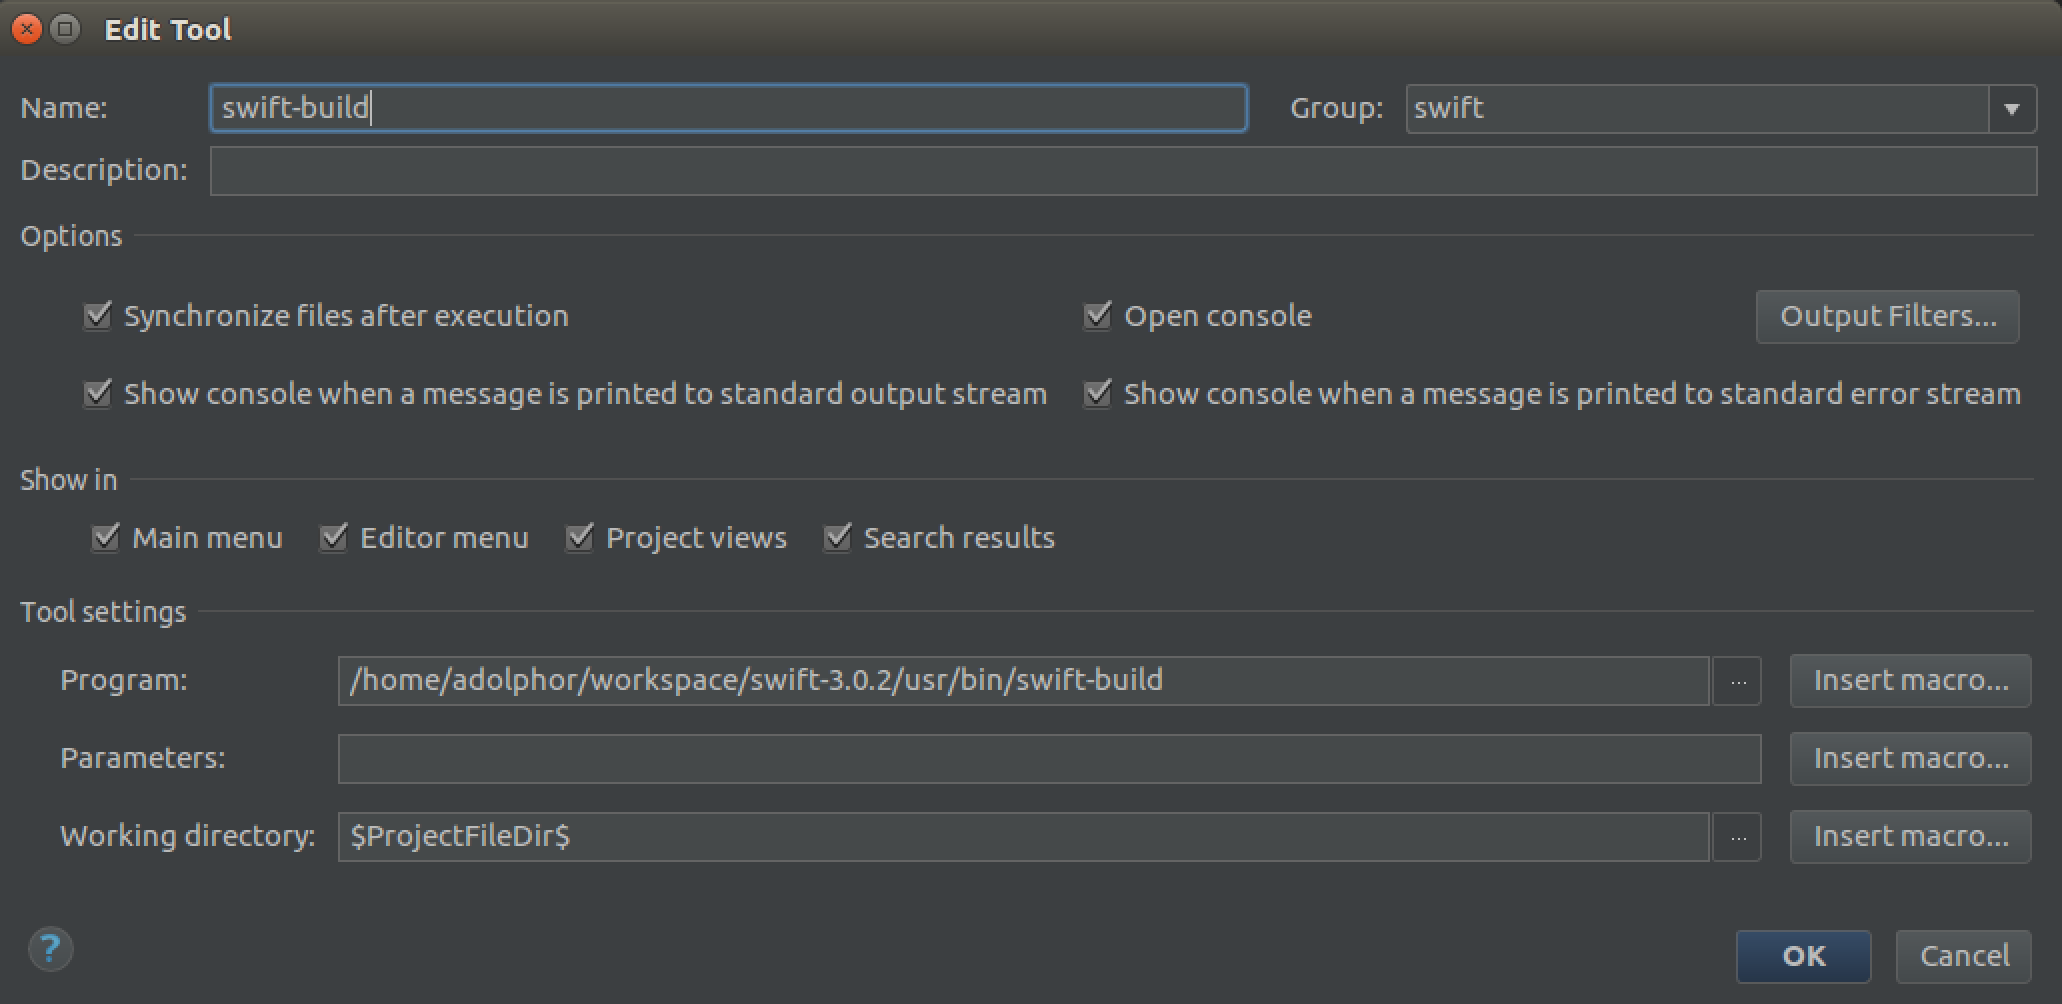 Edit Tool
Name: swift-build Group: swift
Description:
Options
Synchronize files after execution Open console Output Filters...
Show console when a message is printed to standard output stream Show console when a message is printed to standard error stream
Show in
Main menu Editor menu Project views Search results
Tool settings
Program: /home/adolphor/workspace/swift-3.0.2/usr/bin/swift-build ... Insert macro...
Parameters: Insert macro...
Working directory: $ProjectFileDir$ ... Insert macro...
? OK Cancel